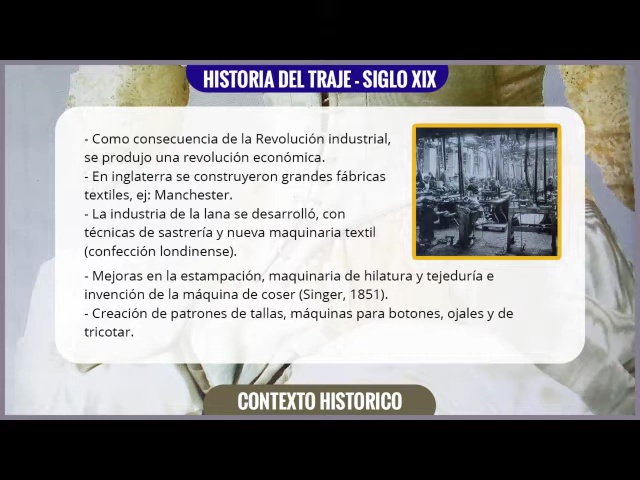 HISTORIA DEL TRAJE - SIGLO XIX
- Como consecuencia de la Revolución industrial,
se produjo una revolución económica.
- En inglaterra se construyeron grandes fábricas
textiles, ej: Manchester.
- La industria de la lana se desarrolló, con
técnicas de sastrería y nueva maquinaria textil
(confección londinense).
- Mejoras en la estampación, maquinaria de hilatura y tejeduría e
invención de la máquina de coser (Singer, 1851).
- Creación de patrones de tallas, máquinas para botones, ojales y de
tricotar.
CONTEXTO HISTORICO